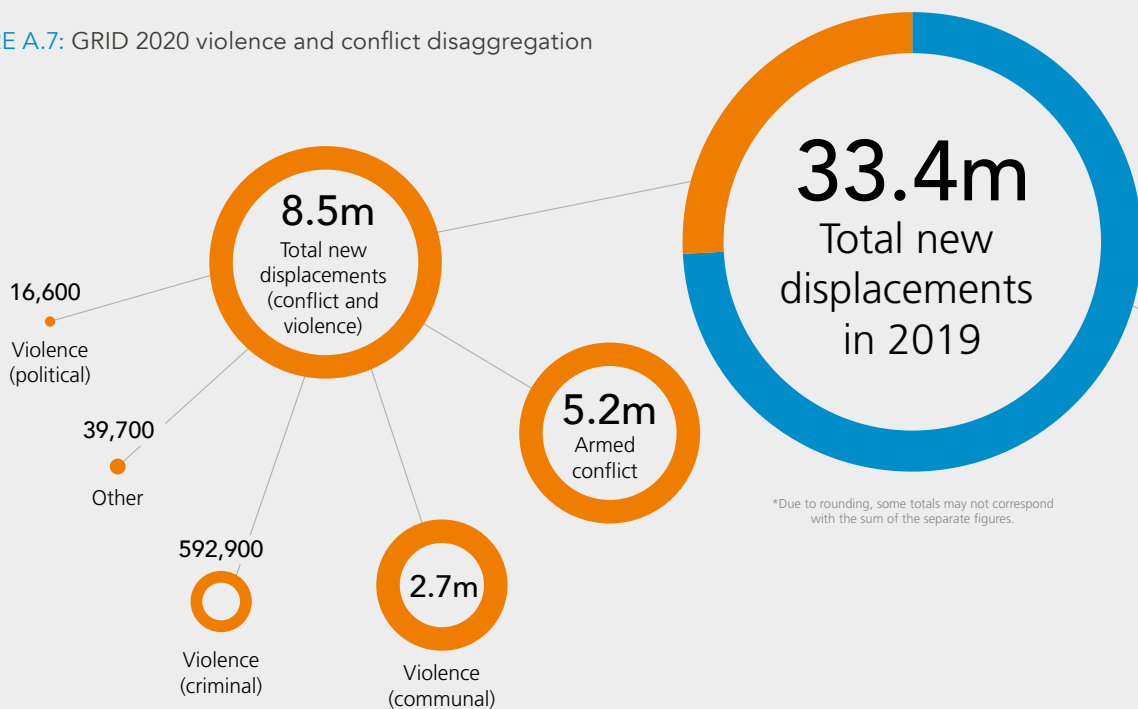 RE A.7: GRID 2020 violence and conflict disaggregation
33.4m
Total new
displacements
in 2019
8.5m
Total new
displacements
(conflict and
violence)
16,600
Violence
(political)
39,700
Other
592,900
Violence
(criminal)
2.7m
Violence
(communal)
5.2m
Armed
conflict
*Due to rounding, some totals may not correspond
with the sum of the separate figures.